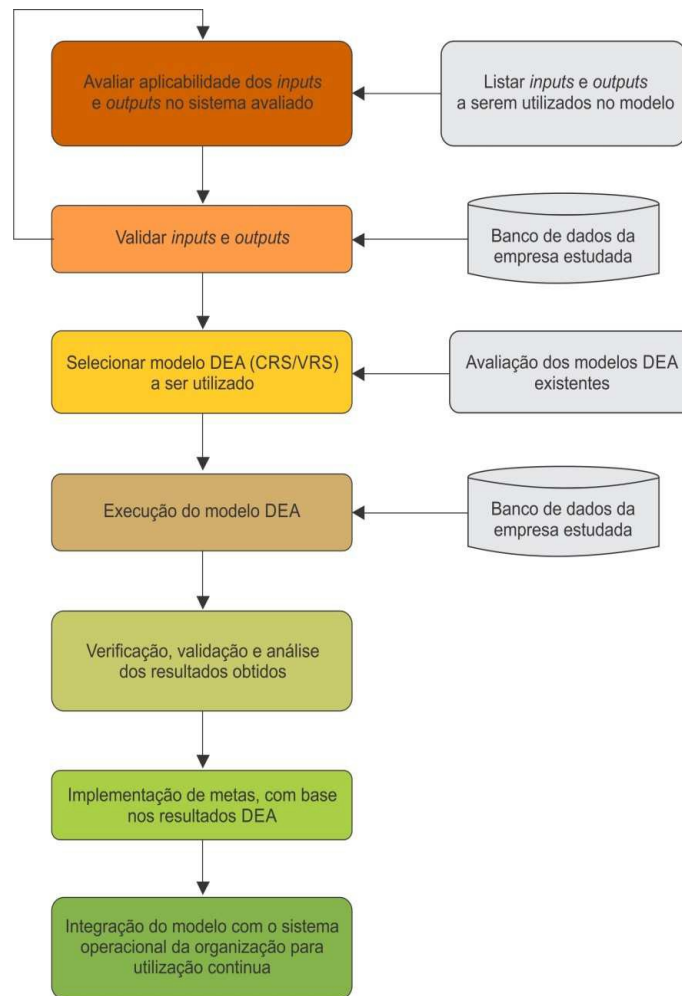 Avaliar aplicabilidade dos inputs
e outputs no sistema avaliado
Listar inputs e outputs
a serem utilizados no modelo
Validar inputs e outputs
Banco de dados da
empresa estudada
Selecionar modelo DEA (CRS/VRS)
a ser utilizado
Avaliação dos modelos DEA
existentes
Execução do modelo DEA
Banco de dados da
empresa estudada
Verificação, validação e análise
dos resultados obtidos
Implementação de metas, com base
nos resultados DEA
Integração do modelo com o sistema
operacional da organização para
utilização continua